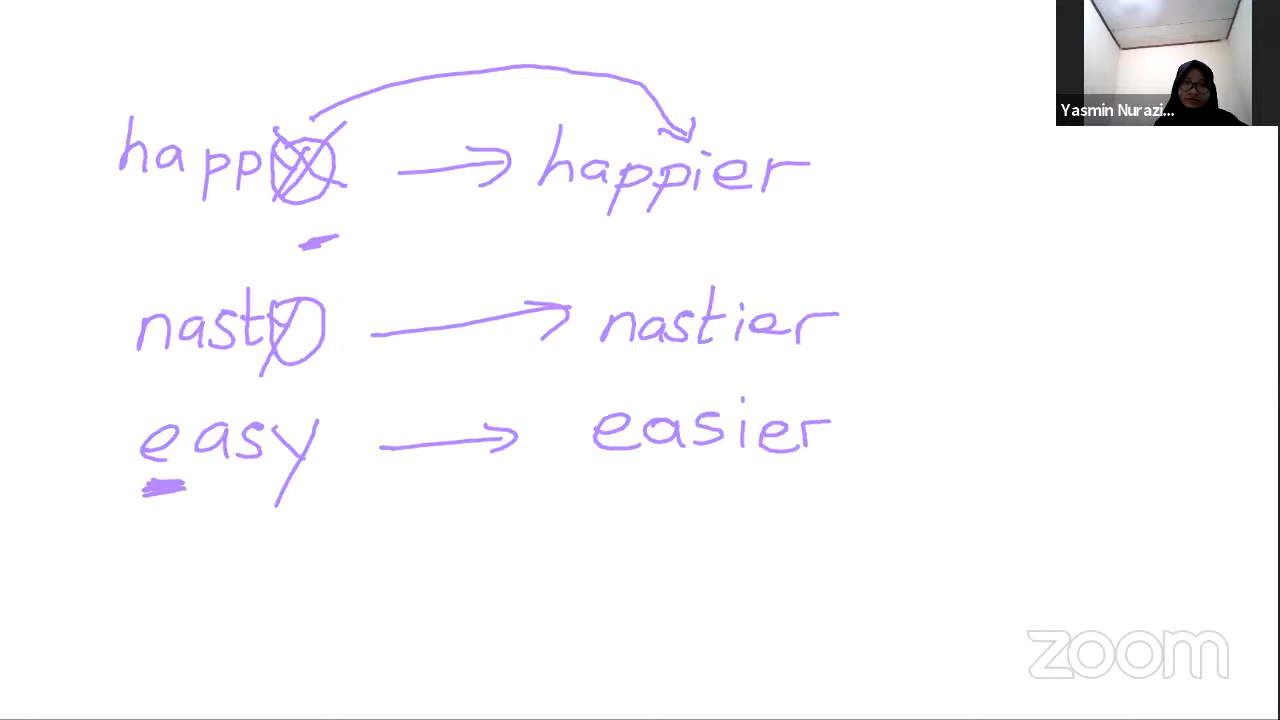 Yasmin Nurazi...
happy → happier
nasty → nastier
easy → easier
zoom